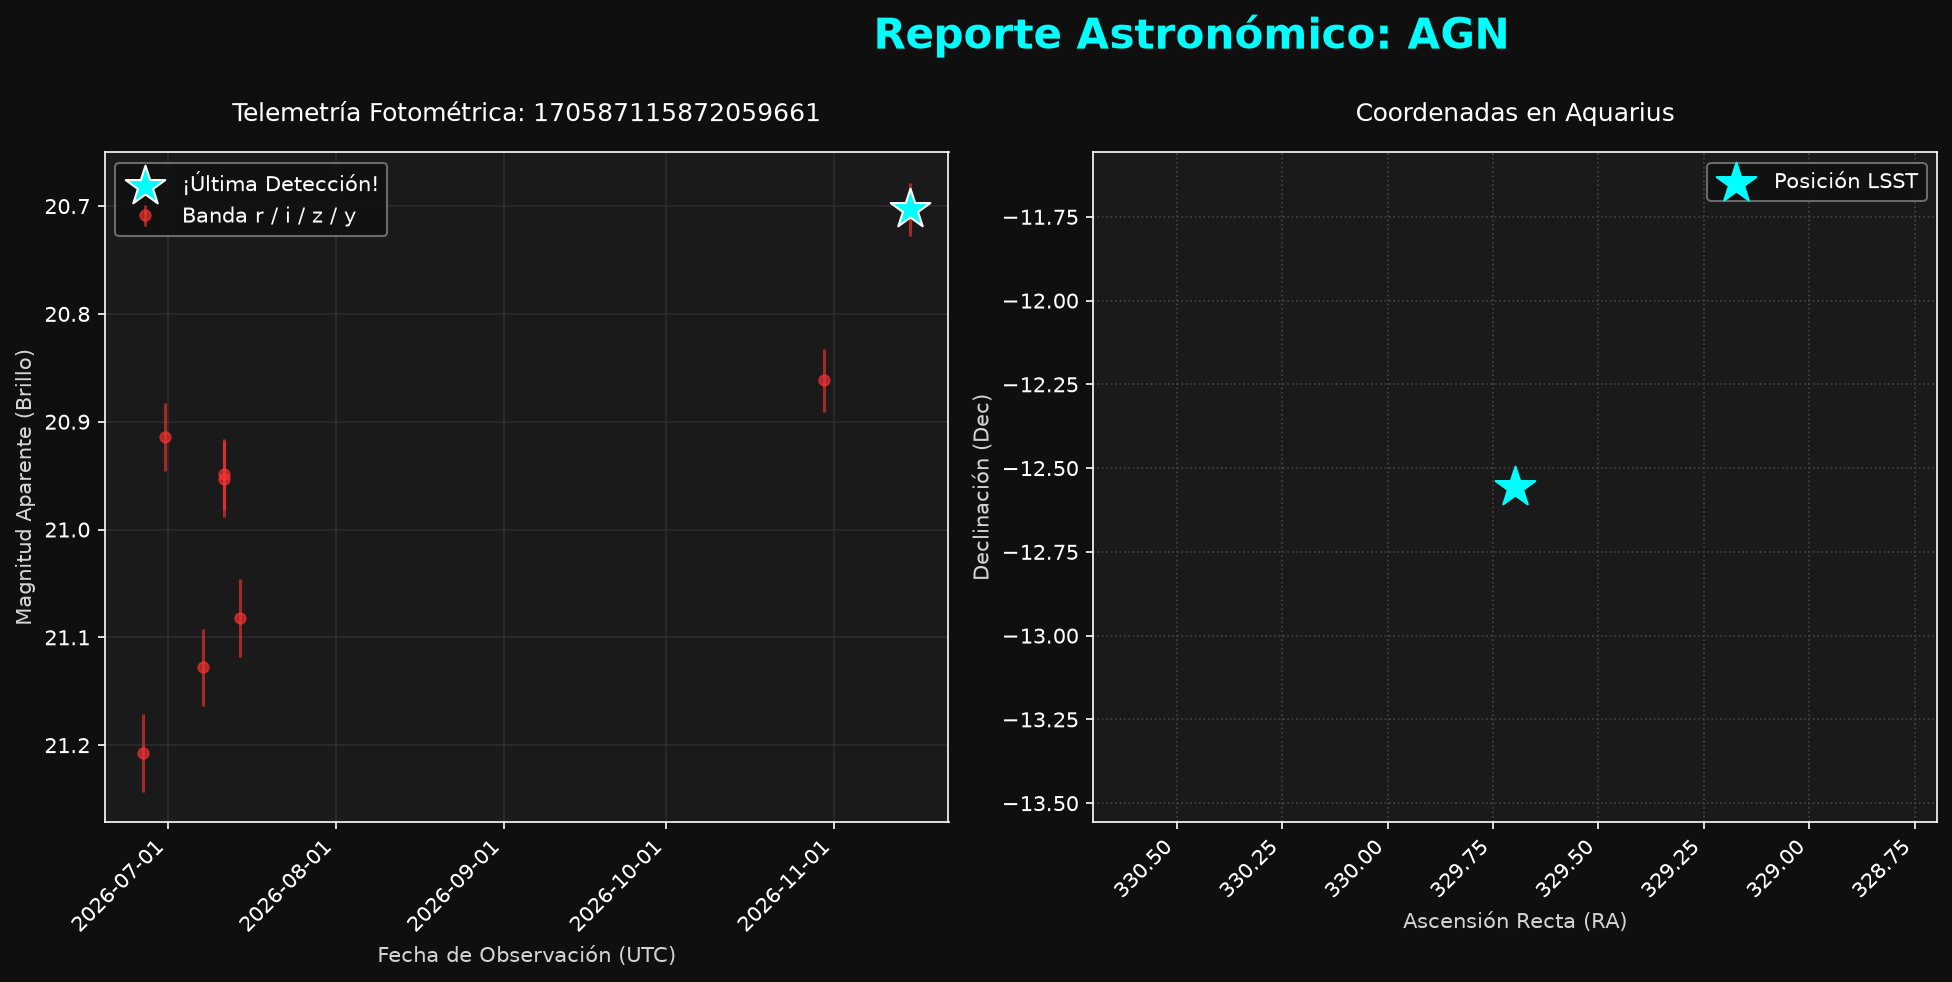 Reporte Astronómico: AGN
Telemetría Fotométrica: 170587115872059661
¡Última Detección!
Banda r / i / z / y
Magnitud Aparente (Brillo)
20.7
20.8
20.9
21.0
21.1
21.2
2026-07-01
2026-08-01
2026-09-01
2026-10-01
2026-11-01
Fecha de Observación (UTC)
Coordenadas en Aquarius
Posición LSST
Declinación (Dec)
−11.75
−12.00
−12.25
−12.50
−12.75
−13.00
−13.25
−13.50
330.50
330.25
330.00
329.75
329.50
329.25
329.00
328.75
Ascensión Recta (RA)